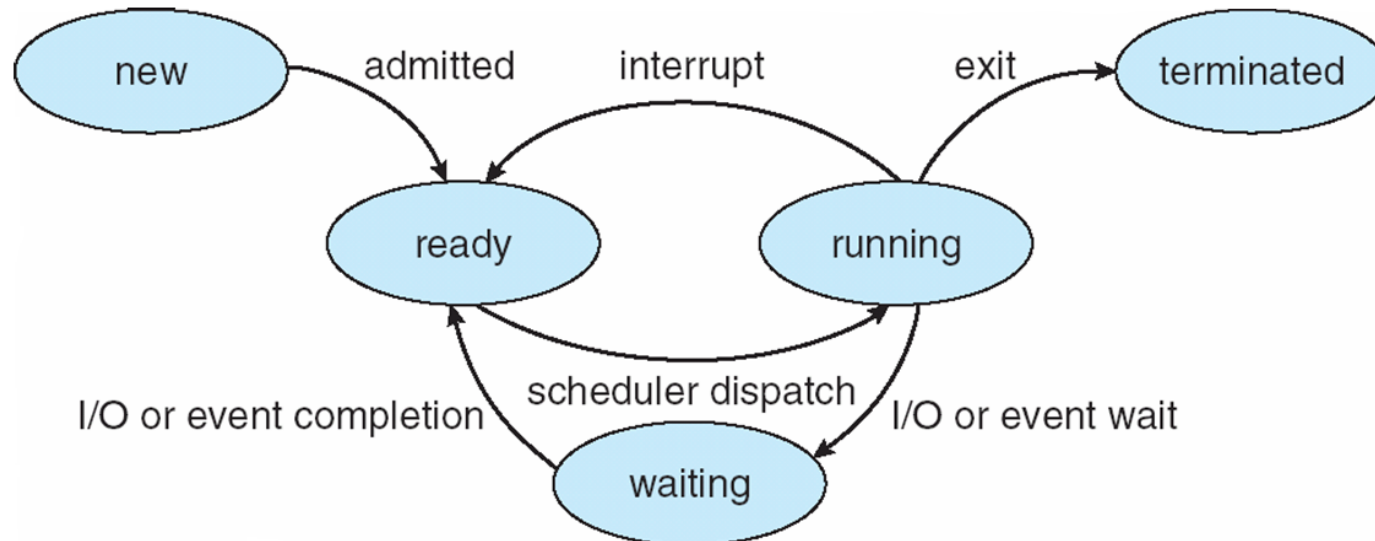 new
admitted
interrupt
exit
terminated
ready
running
scheduler dispatch
I/O or event completion
I/O or event wait
waiting